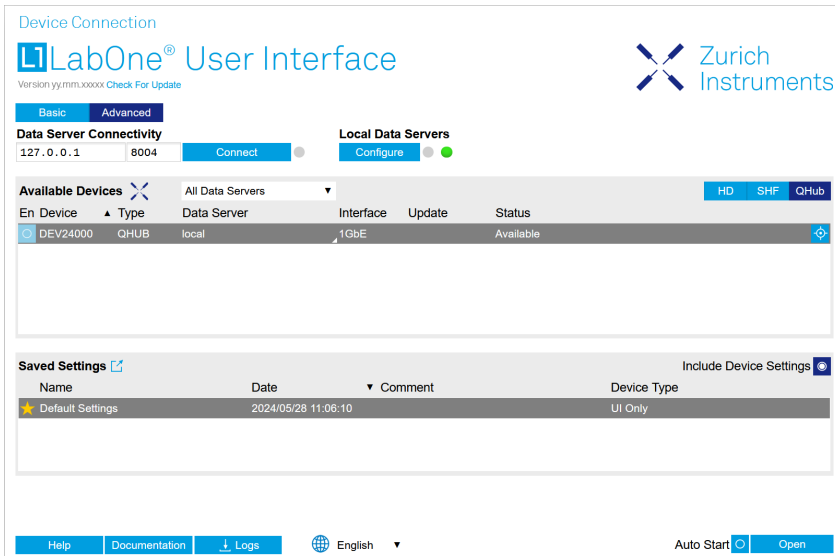 Device Connection
L1 LabOne® User Interface
Zurich Instruments
Version yy.mm.xxxxx Check For Update
Basic Advanced
Data Server Connectivity Local Data Servers
127.0.0.1 8004 Connect Configure
Available Devices All Data Servers ▼ HD SHF QHub
En Device ▲ Type Data Server Interface Update Status
DEV24000 QHUB local 1GbE Available
Saved Settings Include Device Settings
Name Date ▼ Comment Device Type
Default Settings 2024/05/28 11:06:10 UI Only
Help Documentation Logs English ▼ Auto Start Open